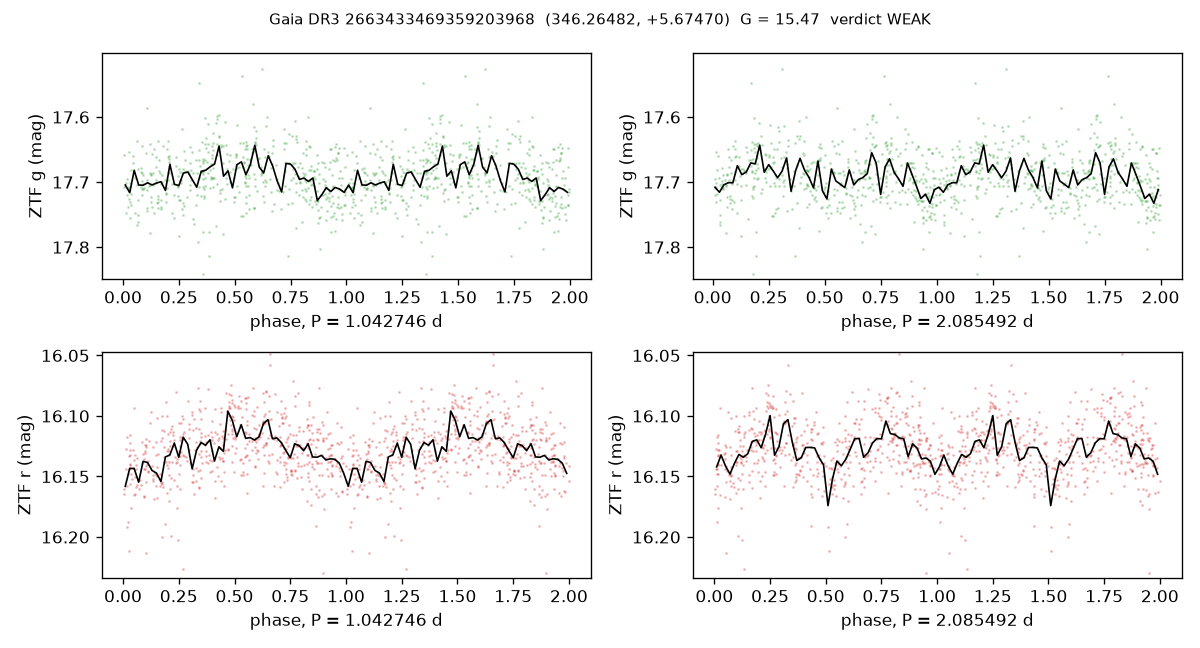 Gaia DR3 2663433469359203968  (346.26482, +5.67470)  G = 15.47  verdict WEAK
ZTF g (mag)
17.6
17.7
17.8
0.00 0.25 0.50 0.75 1.00 1.25 1.50 1.75 2.00
phase, P = 1.042746 d
ZTF g (mag)
17.6
17.7
17.8
0.00 0.25 0.50 0.75 1.00 1.25 1.50 1.75 2.00
phase, P = 2.085492 d
ZTF r (mag)
16.05
16.10
16.15
16.20
0.00 0.25 0.50 0.75 1.00 1.25 1.50 1.75 2.00
phase, P = 1.042746 d
ZTF r (mag)
16.05
16.10
16.15
16.20
0.00 0.25 0.50 0.75 1.00 1.25 1.50 1.75 2.00
phase, P = 2.085492 d